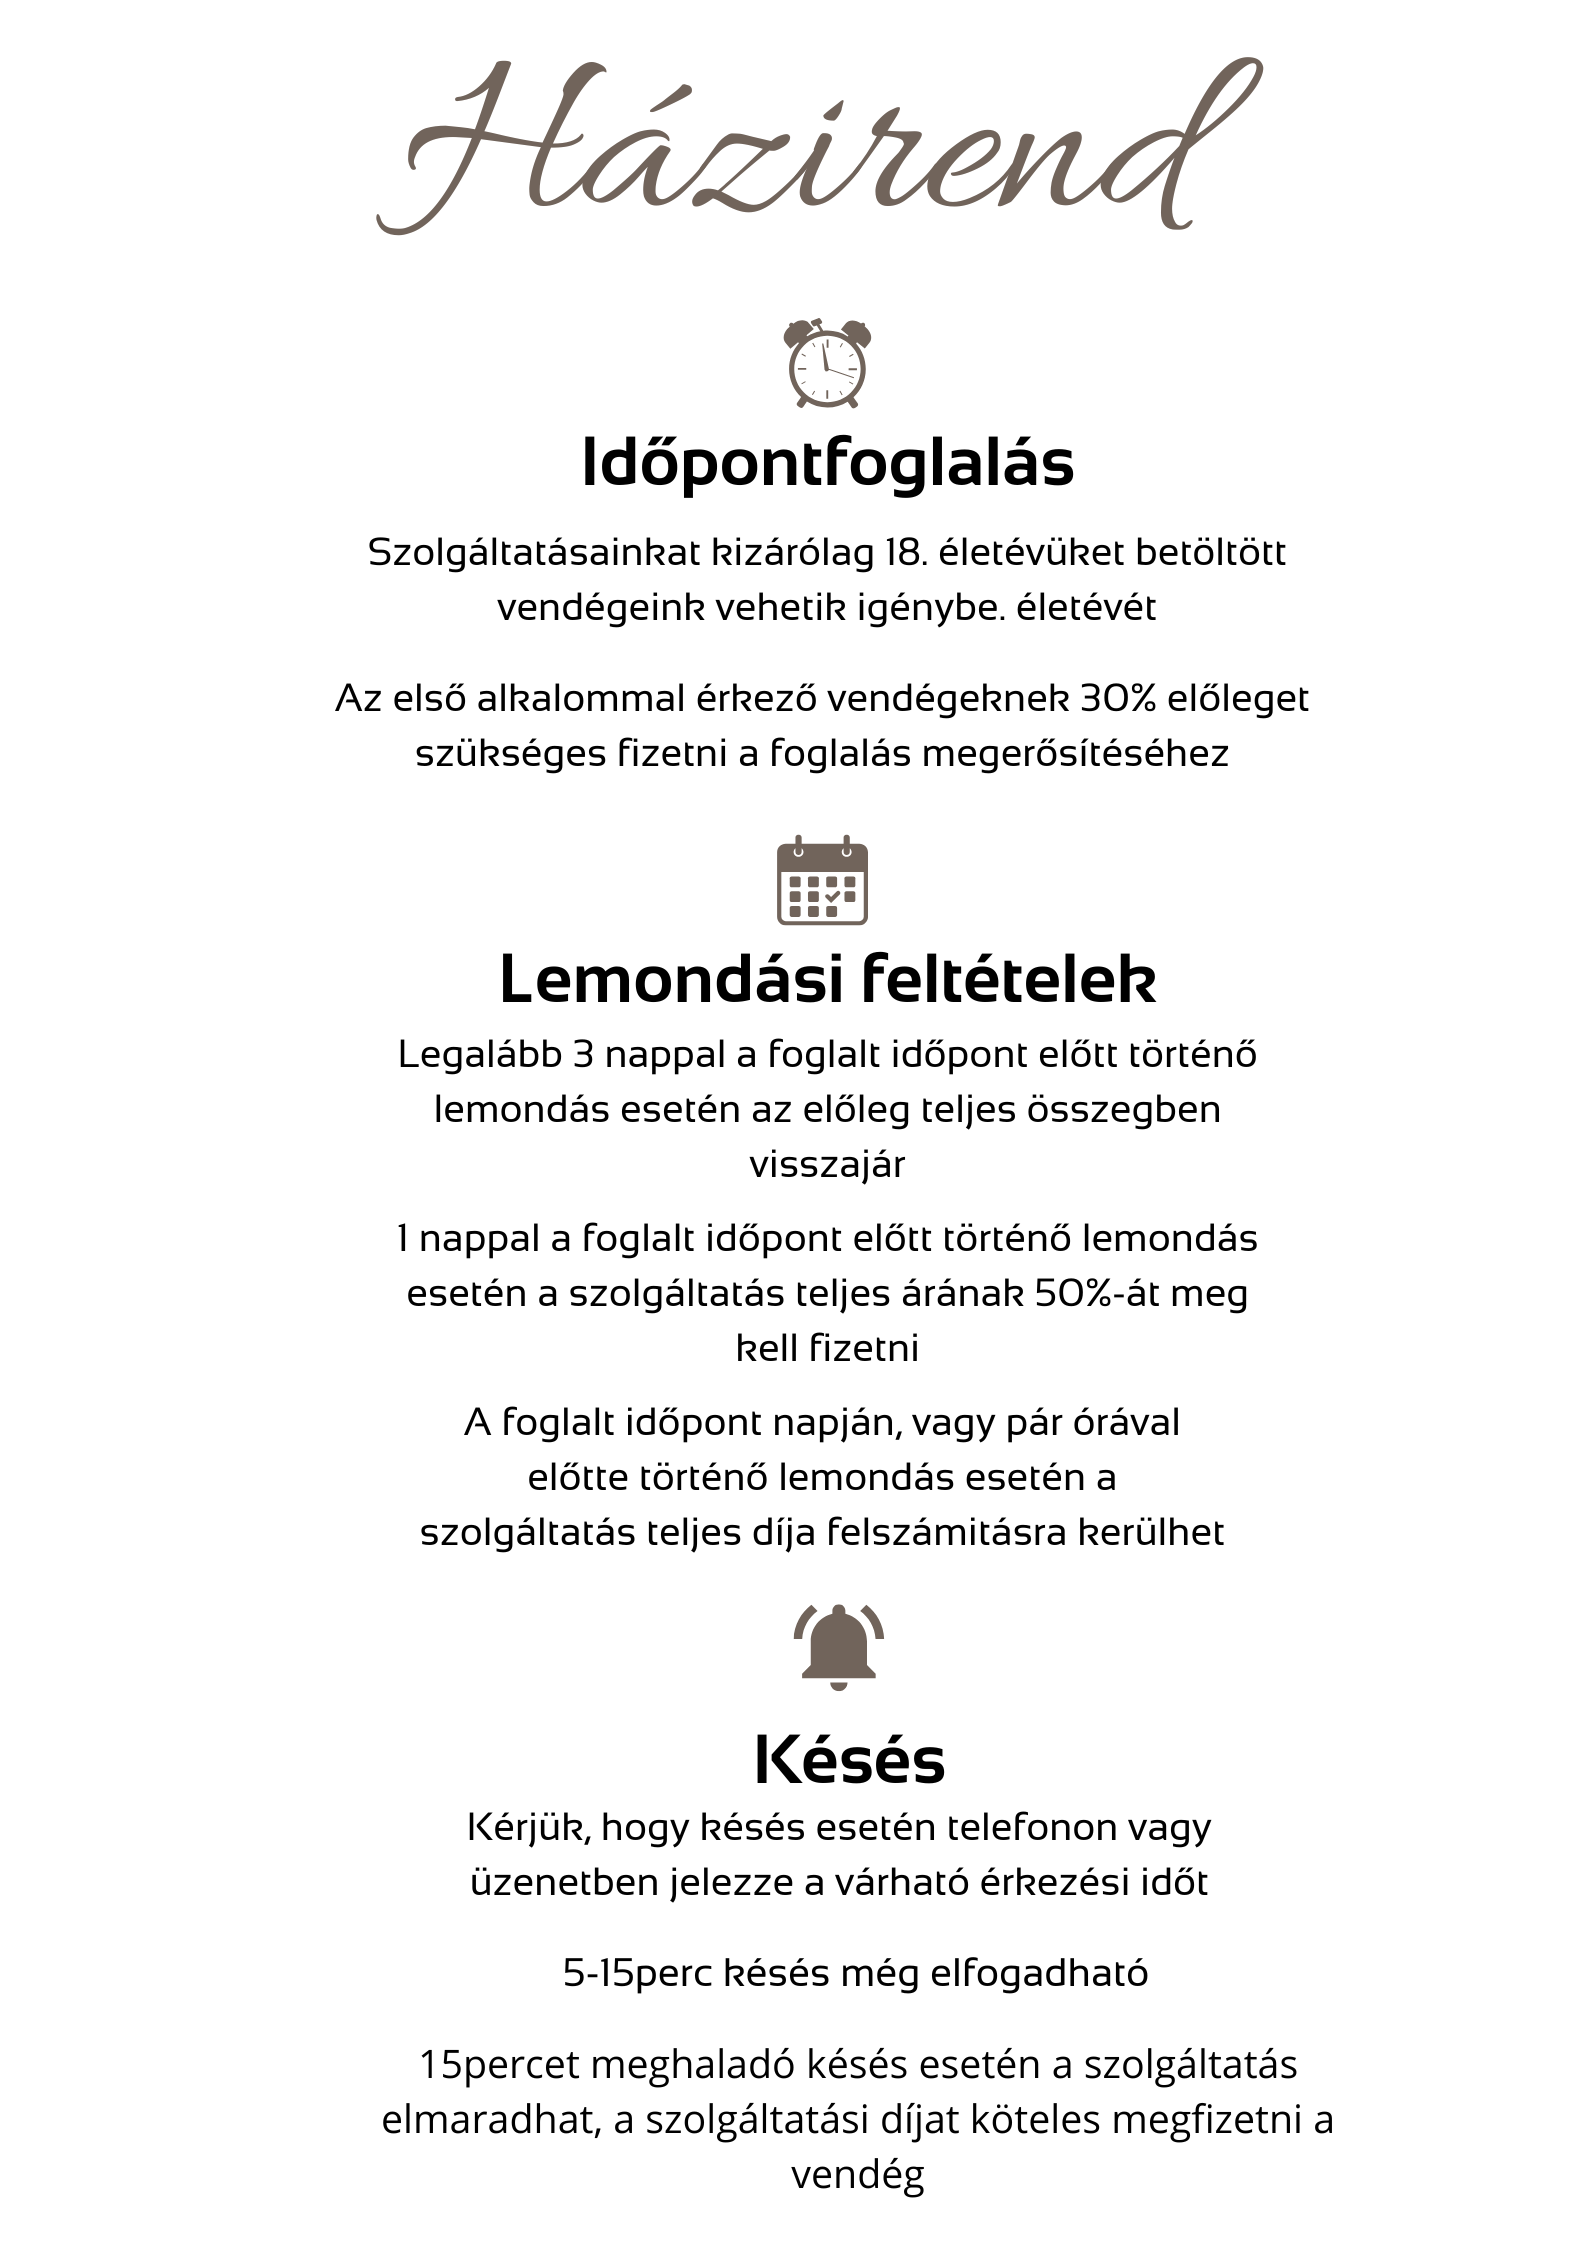 Házirend
Időpontfoglalás
Szolgáltatásainkat kizárólag 18. életévüket betöltött
vendégeink vehetik igénybe. életévét
Az első alkalommal érkező vendégeknek 30% előleget
szükséges fizetni a foglalás megerősítéséhez
Lemondási feltételek
Legalább 3 nappal a foglalt időpont előtt történő
lemondás esetén az előleg teljes összegben
visszajár
1 nappal a foglalt időpont előtt történő lemondás
esetén a szolgáltatás teljes árának 50%-át meg
kell fizetni
A foglalt időpont napján, vagy pár órával
előtte történő lemondás esetén a
szolgáltatás teljes díja felszámitásra kerülhet
Késés
Kérjük, hogy késés esetén telefonon vagy
üzenetben jelezze a várható érkezési időt
5-15perc késés még elfogadható
15percet meghaladó késés esetén a szolgáltatás
elmaradhat, a szolgáltatási díjat köteles megfizetni a
vendég